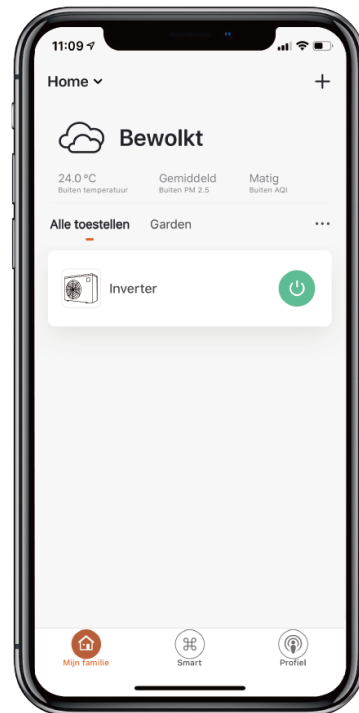 11:09
Home
Bewolkt
24.0 °C Gemiddeld Matig
Buiten temperatuur Buiten PM 2.5 Buiten AQI
Alle toestellen Garden
Inverter
Mijn familie Smart Profiel